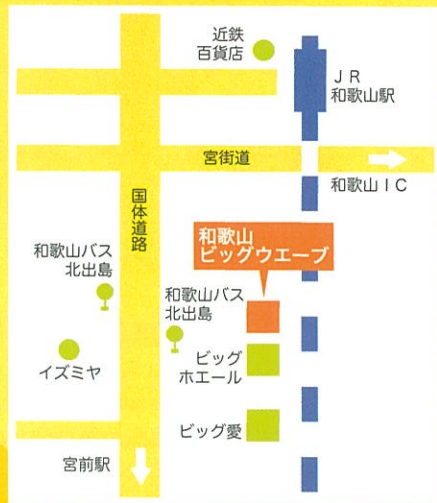 近鉄
百貨店
ＪＲ
和歌山駅
宮街道
和歌山ＩＣ
国体道路
和歌山
ビッグウエーブ
和歌山バス
北出島
和歌山バス
北出島
イズミヤ
ビッグ
ホエール
ビッグ愛
宮前駅